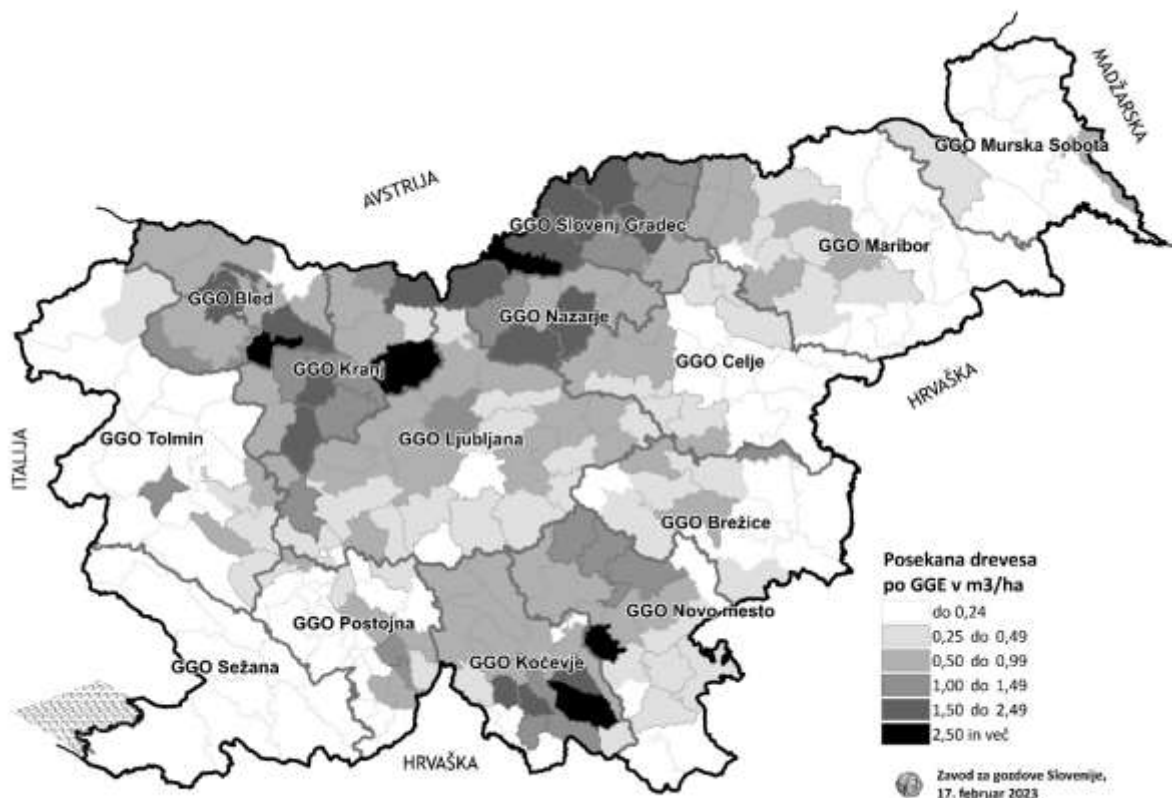 MADŽARSKA
GGO Murska Sobota
AVSTRIJA
GGO Slovenj Gradec
GGO Maribor
GGO Bled
GGO Nazarje
GGO Celje
GGO Kranj
HRVAŠKA
GGO Tolmin
GGO Ljubljana
ITALIJA
GGO Brežice
GGO Novo mesto
GGO Postojna
GGO Kočevje
GGO Sežana
HRVAŠKA
Posekana drevesa
po GGE v m3/ha
do 0,24
0,25 do 0,49
0,50 do 0,99
1,00 do 1,49
1,50 do 2,49
2,50 in več
Zavod za gozdove Slovenije,
17. februar 2023